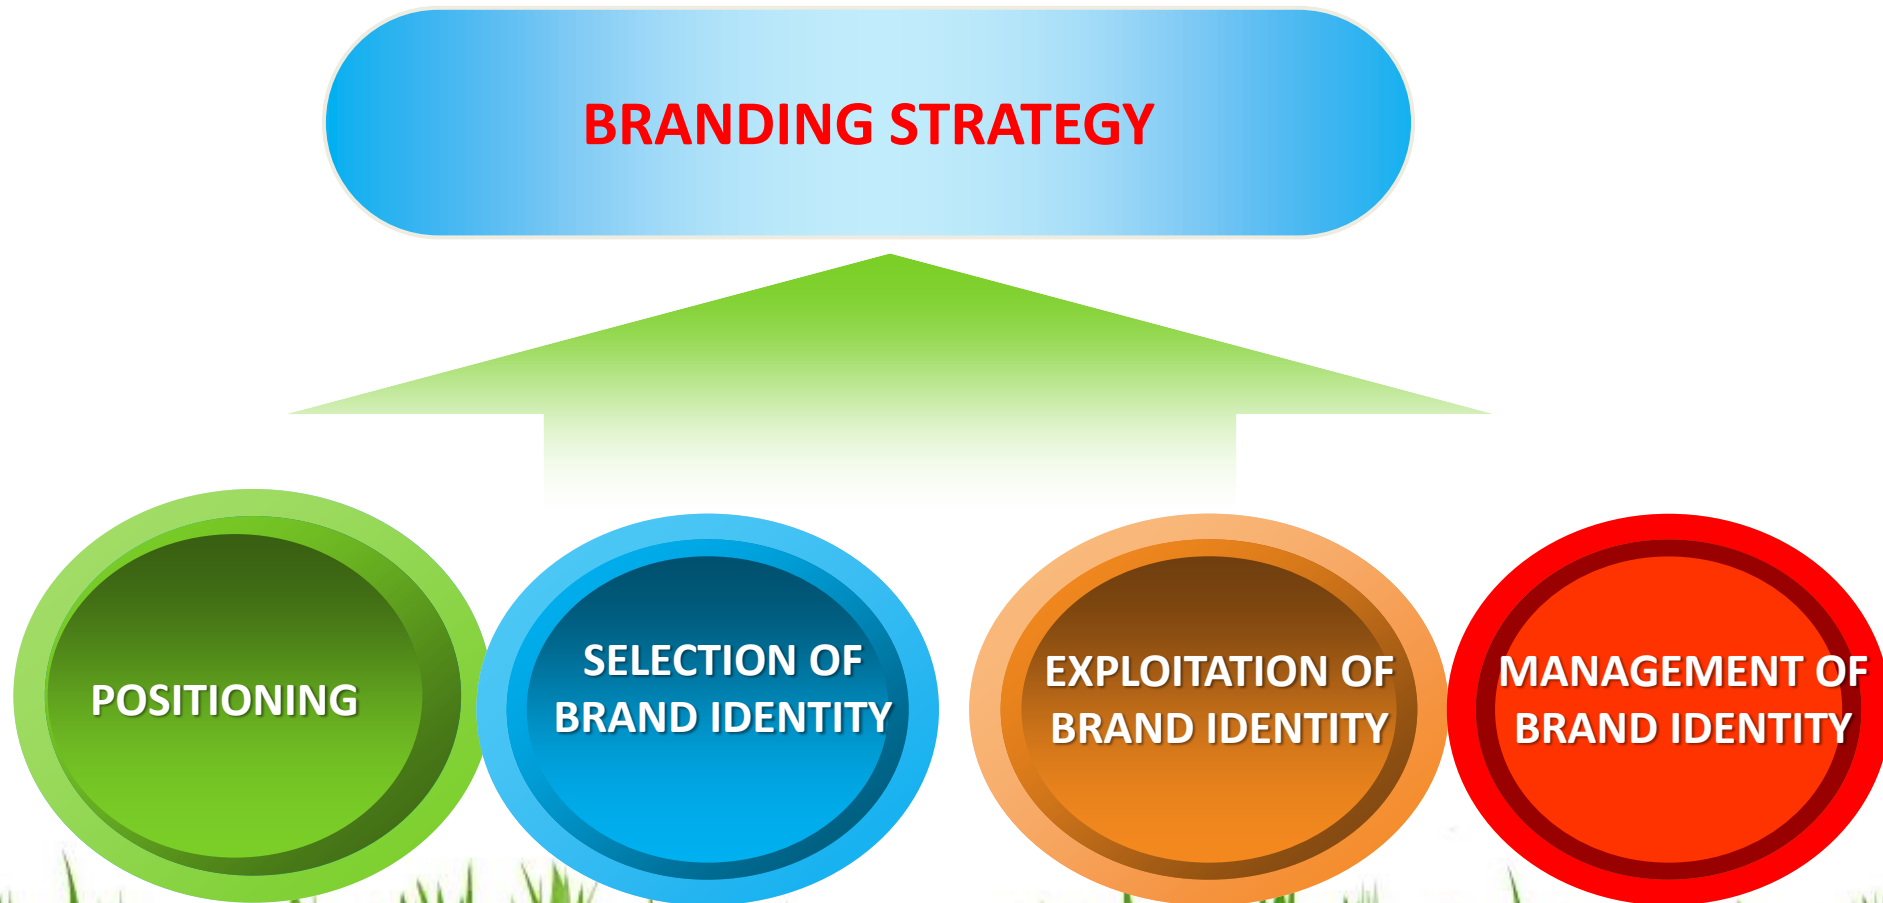 BRANDING STRATEGY
POSITIONING
SELECTION OF
BRAND IDENTITY
EXPLOITATION OF
BRAND IDENTITY
MANAGEMENT OF
BRAND IDENTITY